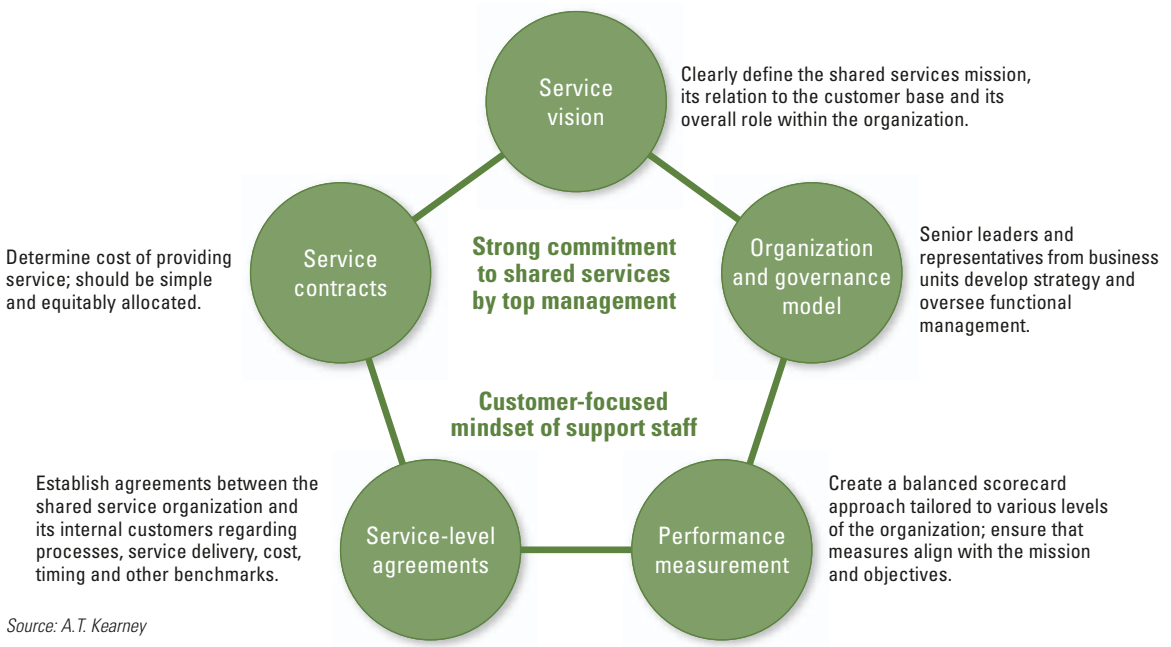 Service
vision
Clearly define the shared services mission,
its relation to the customer base and its
overall role within the organization.
Determine cost of providing
service; should be simple
and equitably allocated.
Service
contracts
Strong commitment
to shared services
by top management
Organization
and governance
model
Senior leaders and
representatives from business
units develop strategy and
oversee functional
management.
Customer-focused
mindset of support staff
Establish agreements between the
shared service organization and
its internal customers regarding
processes, service delivery, cost,
timing and other benchmarks.
Service-level
agreements
Performance
measurement
Create a balanced scorecard
approach tailored to various levels
of the organization; ensure that
measures align with the mission
and objectives.
Source: A.T. Kearney